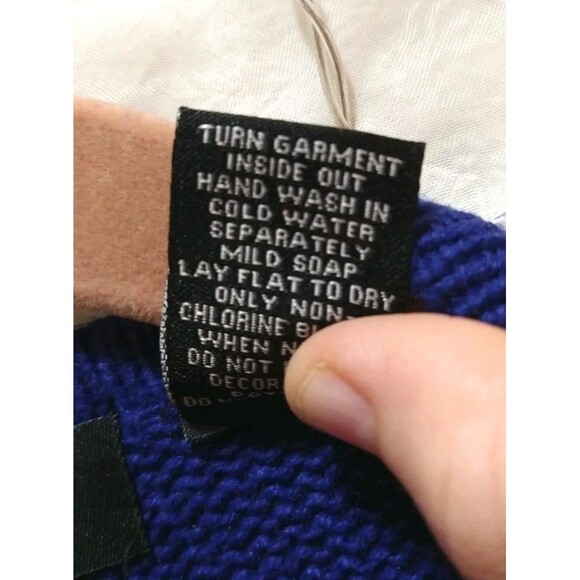 TURN GARMENT
INSIDE OUT
HAND WASH IN
COLD WATER
SEPARATELY
MILD SOAP
LAY FLAT TO DRY
ONLY NON-
CHLORINE
WHEN
DO NOT